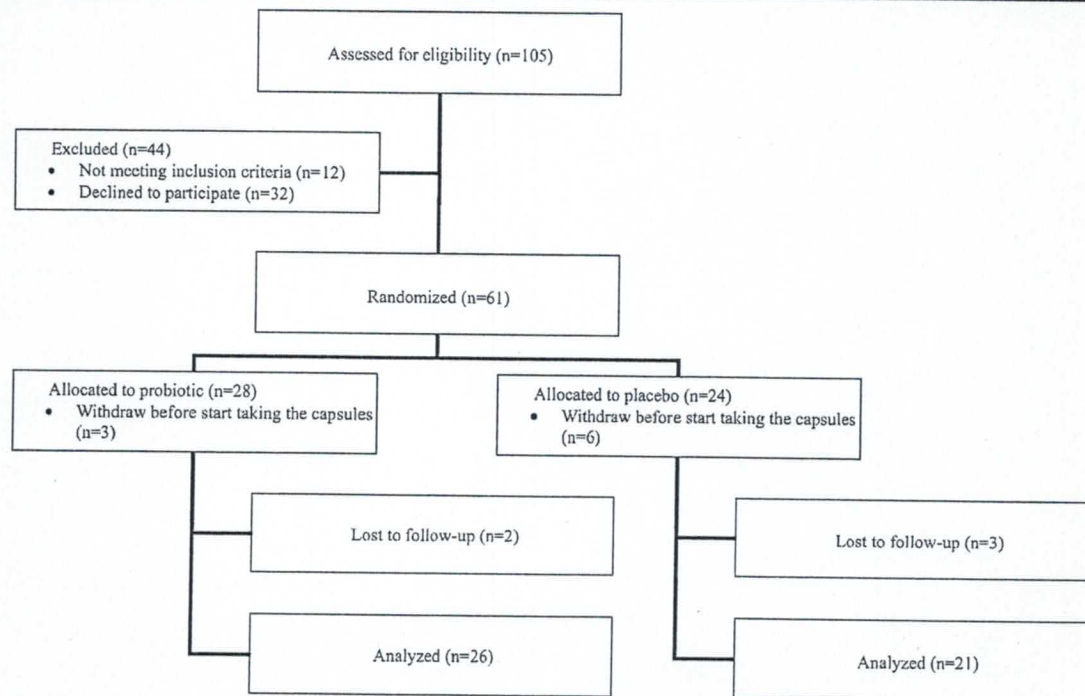 Assessed for eligibility (n=105)
Excluded (n=44)
• Not meeting inclusion criteria (n=12)
• Declined to participate (n=32)
Randomized (n=61)
Allocated to probiotic (n=28)
• Withdraw before start taking the capsules
(n=3)
Allocated to placebo (n=24)
• Withdraw before start taking the capsules
(n=6)
Lost to follow-up (n=2)
Lost to follow-up (n=3)
Analyzed (n=26)
Analyzed (n=21)